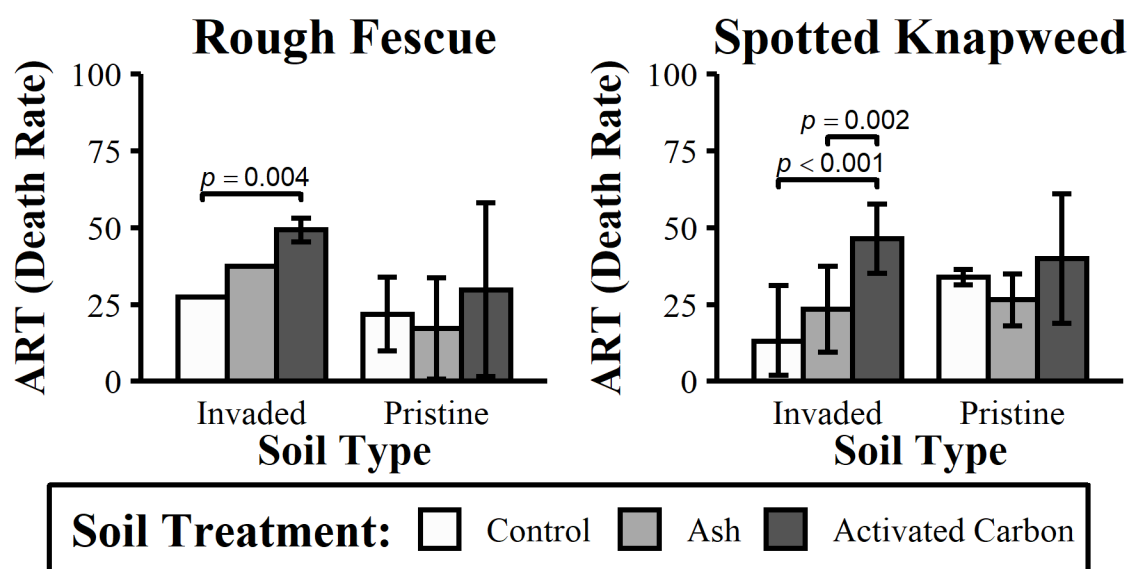 Rough Fescue
ART (Death Rate)
100
75
50
25
0
p = 0.004
Invaded Pristine
Soil Type
Spotted Knapweed
ART (Death Rate)
100
75
50
25
0
p = 0.002
p < 0.001
Invaded Pristine
Soil Type
Soil Treatment: Control Ash Activated Carbon